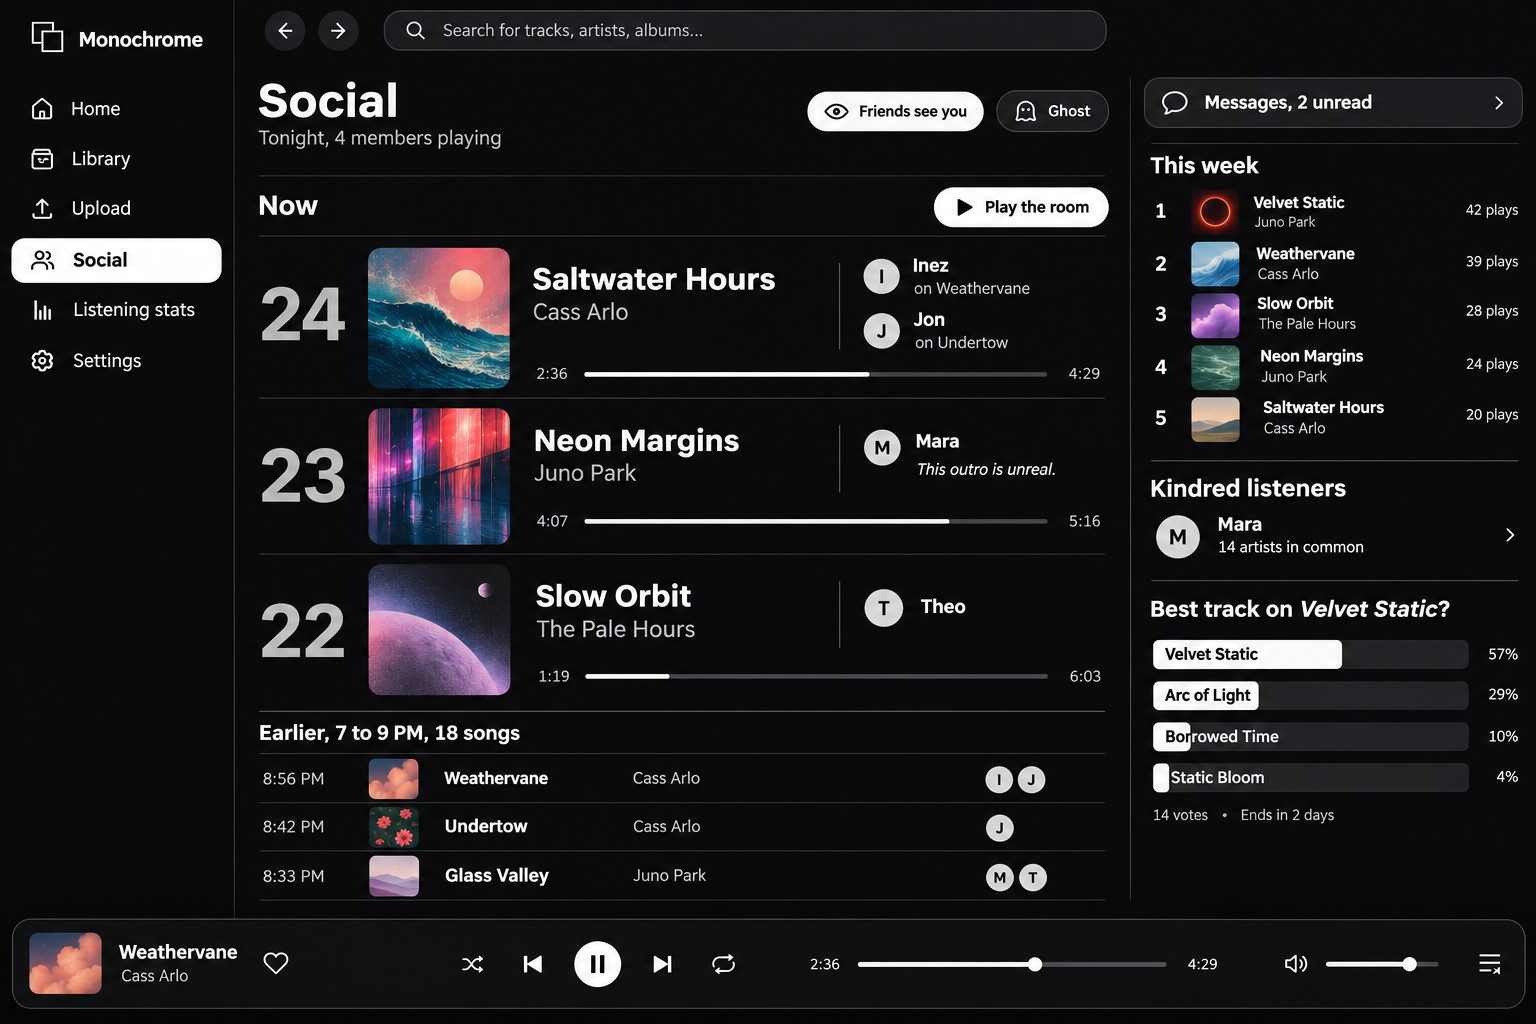 Monochrome
Home
Library
Upload
Social
Listening stats
Settings
Search for tracks, artists, albums...
Social
Tonight, 4 members playing
Friends see you
Ghost
Now
Play the room
24
Saltwater Hours
Cass Arlo
I
Inez
on Weathervane
J
Jon
on Undertow
2:36
4:29
23
Neon Margins
Juno Park
M
Mara
This outro is unreal.
4:07
5:16
22
Slow Orbit
The Pale Hours
T
Theo
1:19
6:03
Earlier, 7 to 9 PM, 18 songs
8:56 PM Weathervane Cass Arlo I J
8:42 PM Undertow Cass Arlo J
8:33 PM Glass Valley Juno Park M T
Messages, 2 unread
This week
1 Velvet Static 42 plays
Juno Park
2 Weathervane 39 plays
Cass Arlo
3 Slow Orbit 28 plays
The Pale Hours
4 Neon Margins 24 plays
Juno Park
5 Saltwater Hours 20 plays
Cass Arlo
Kindred listeners
M
Mara
14 artists in common
Best track on Velvet Static?
Velvet Static 57%
Arc of Light 29%
Borrowed Time 10%
Static Bloom 4%
14 votes • Ends in 2 days
Weathervane
Cass Arlo
2:36
4:29